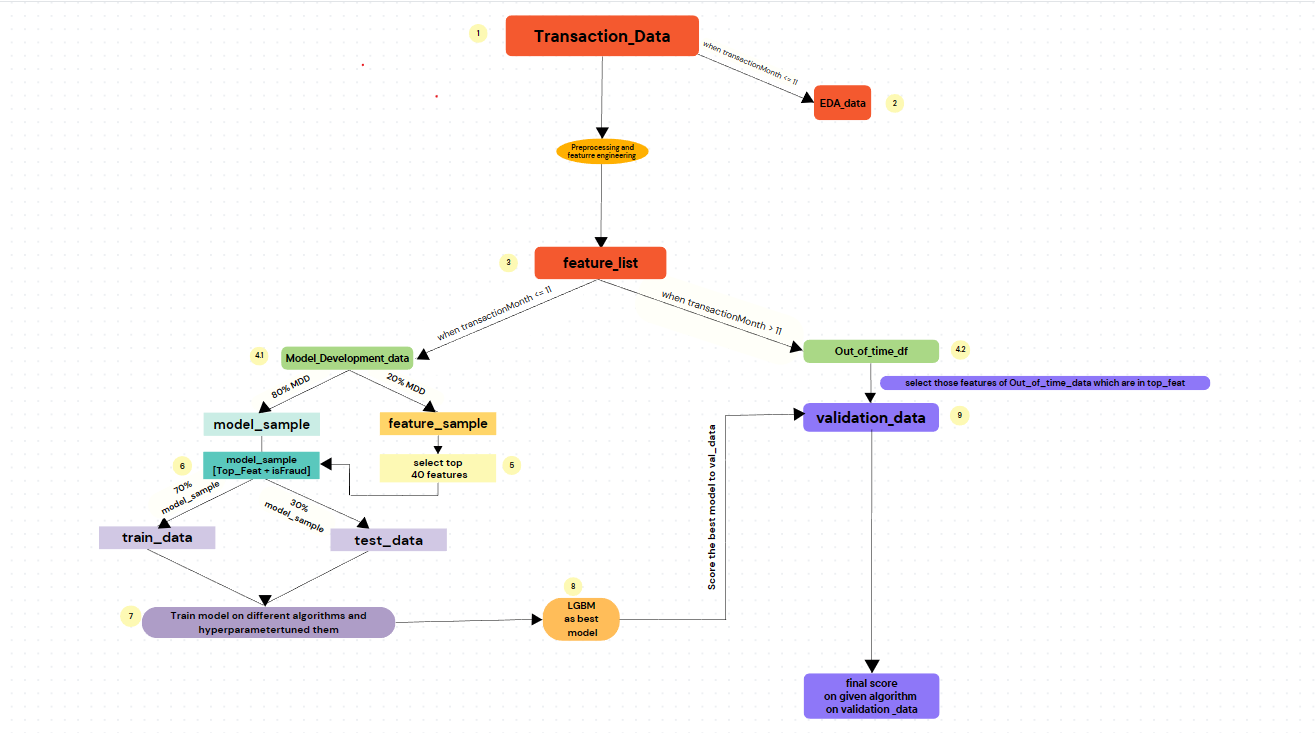 1
Transaction_Data
when transactionMonth <= 11
EDA_data
2
Preprocessing and
featurre engineering
3
feature_list
when transactionMonth <= 11
when transactionMonth > 11
4.1
Model_Development_data
Out_of_time_df
4.2
80% MDD
20% MDD
select those features of Out_of_time_data which are in top_feat
model_sample
feature_sample
validation_data
9
6
model_sample
[Top_Feat + isFraud]
select top
40 features
5
70%
model_sample
30%
model_sample
Score the best model to val_data
train_data
test_data
7
Train model on different algorithms and
hyperparametertuned them
8
LGBM
as best
model
final score
on given algorithm
on validation _data